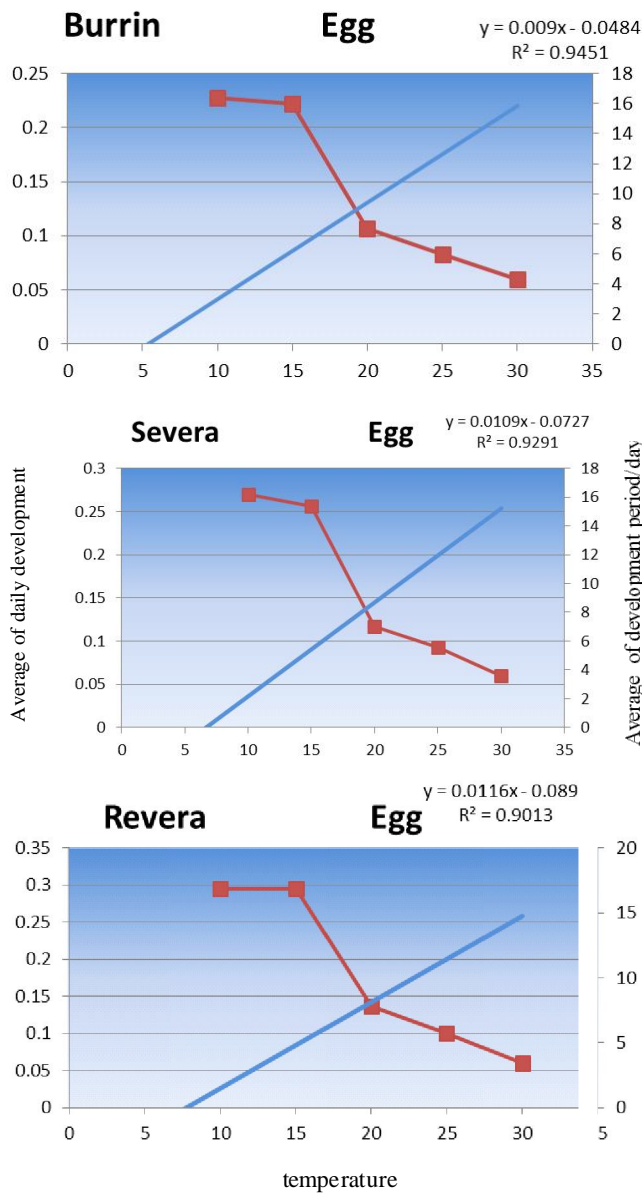 Burrin Egg y = 0.009x - 0.0484
R² = 0.9451
0.25 18
16
0.2 14
12
0.15 10
0.1 8
6
0.05 4
2
0 0
0 5 10 15 20 25 30 35
Severa Egg y = 0.0109x - 0.0727
R² = 0.9291
Average of daily development
Average of development period/day
0.3 18
0.25 16
14
0.2 12
0.15 10
8
0.1 6
0.05 4
2
0 0
0 5 10 15 20 25 30 35
Revera Egg y = 0.0116x - 0.089
R² = 0.9013
0.35 20
0.3
0.25 15
0.2
0.15 10
0.1
0.05 5
0 0
0 5 10 15 20 25 30 5
temperature